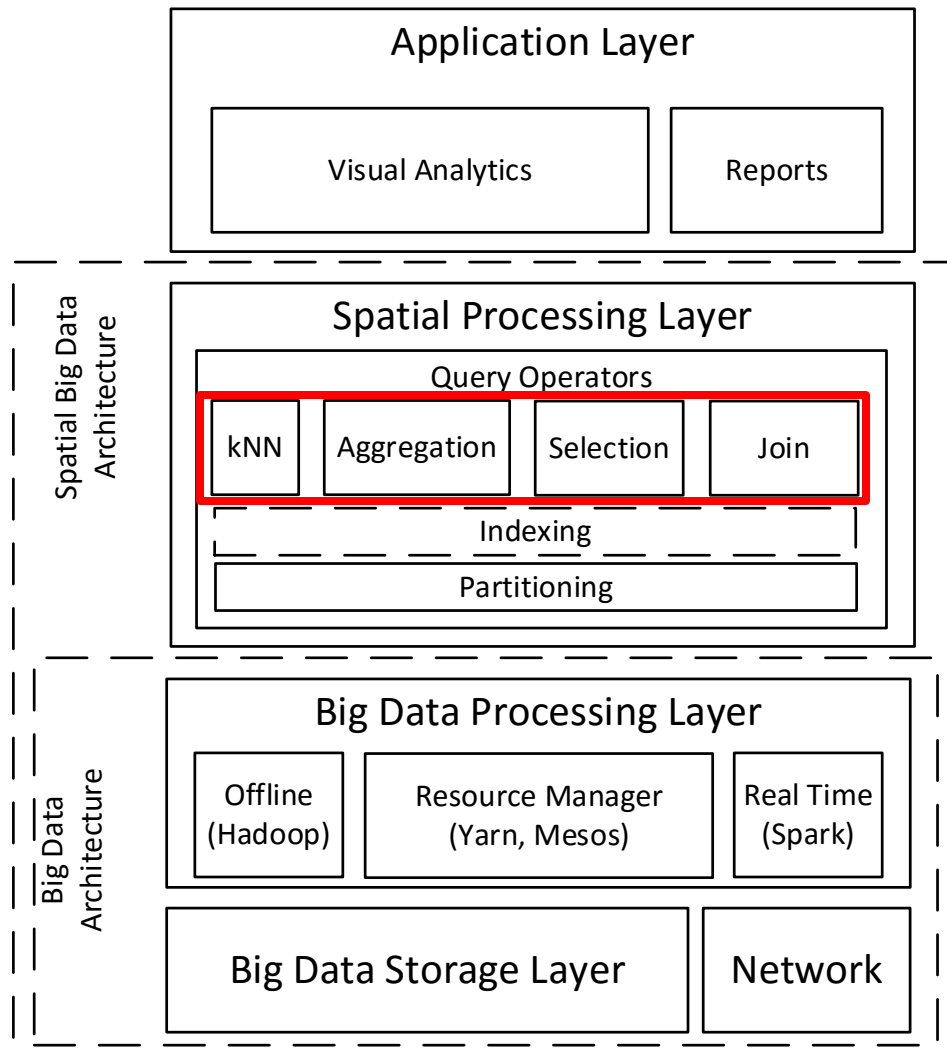 Application Layer
Visual Analytics
Reports
Spatial Big Data
Architecture
Spatial Processing Layer
Query Operators
kNN
Aggregation
Selection
Join
Indexing
Partitioning
Big Data
Architecture
Big Data Processing Layer
Offline
(Hadoop)
Resource Manager
(Yarn, Mesos)
Real Time
(Spark)
Big Data Storage Layer
Network